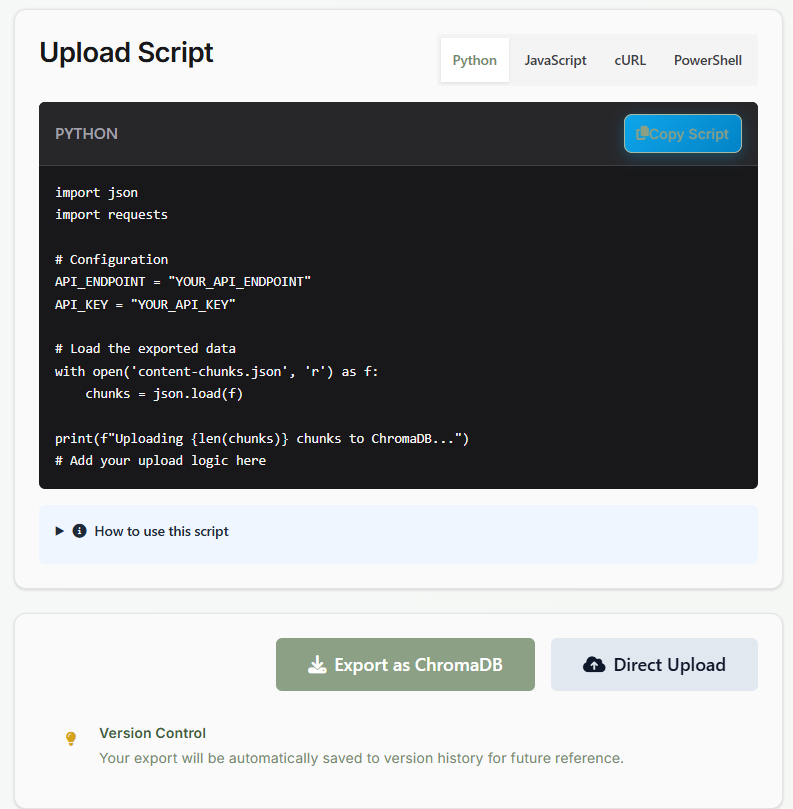 Upload Script
Python JavaScript cURL PowerShell
PYTHON
Copy Script
import json
import requests
# Configuration
API_ENDPOINT = "YOUR_API_ENDPOINT"
API_KEY = "YOUR_API_KEY"
# Load the exported data
with open('content-chunks.json', 'r') as f:
    chunks = json.load(f)
print(f"Uploading {len(chunks)} chunks to ChromaDB...")
# Add your upload logic here
How to use this script
Export as ChromaDB
Direct Upload
Version Control
Your export will be automatically saved to version history for future reference.